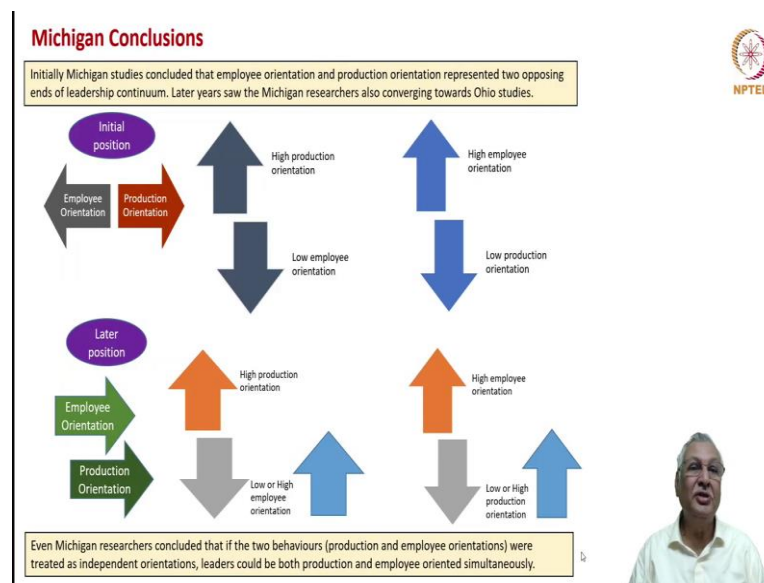 Michigan Conclusions
Initially Michigan studies concluded that employee orientation and production orientation represented two opposing
ends of leadership continuum. Later years saw the Michigan researchers also converging towards Ohio studies.
NPTEL
Initial
position
Employee
Orientation
Production
Orientation
High production
orientation
Low employee
orientation
High employee
orientation
Low production
orientation
Later
position
Employee
Orientation
Production
Orientation
High production
orientation
Low or High
employee
orientation
High employee
orientation
Low or High
production
orientation
Even Michigan researchers concluded that if the two behaviours (production and employee orientations) were
treated as independent orientations, leaders could be both production and employee oriented simultaneously.